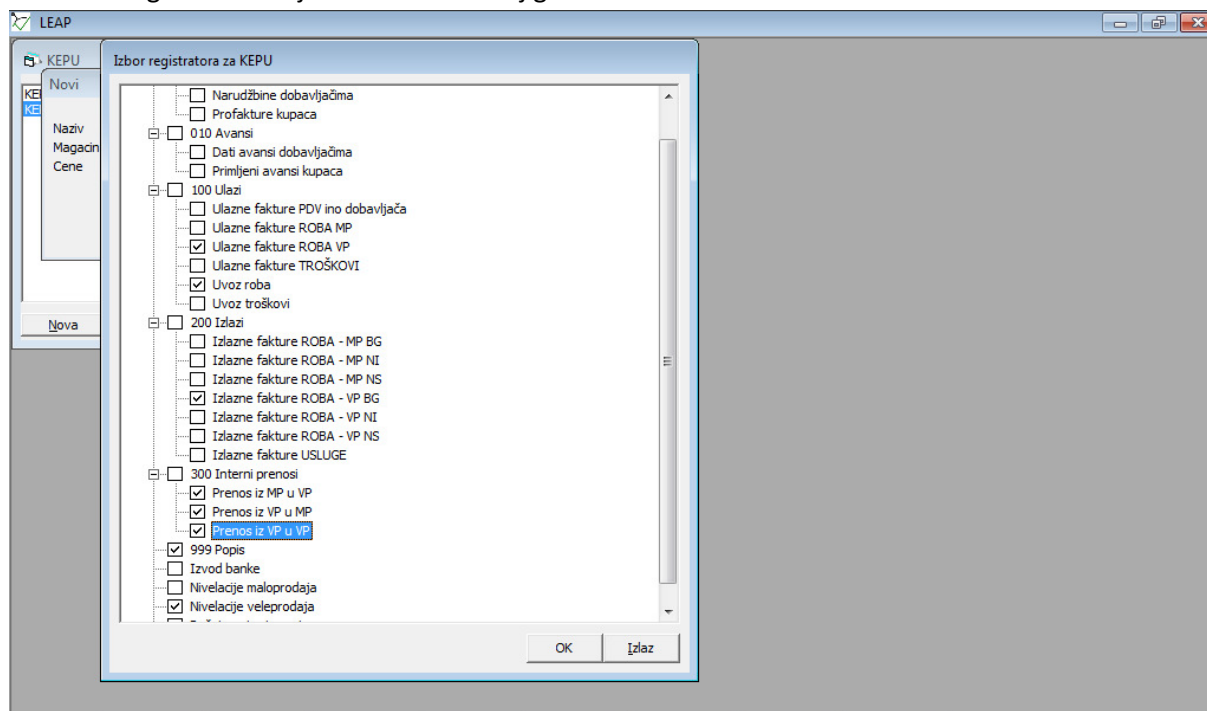 LEAP
KEPU
Izbor registratora za KEPU
Novi
Naziv
Magacin
Cene
Nova
Narudžbine dobavljačima
Profakture kupaca
010 Avansi
Dati avansi dobavljačima
Primljeni avansi kupaca
100 Ulazi
Ulazne fakture PDV ino dobavljača
Ulazne fakture ROBA MP
Ulazne fakture ROBA VP
Ulazne fakture TROŠKOVI
Uvoz roba
Uvoz troškovi
200 Izlazi
Izlazne fakture ROBA - MP BG
Izlazne fakture ROBA - MP NI
Izlazne fakture ROBA - MP NS
Izlazne fakture ROBA - VP BG
Izlazne fakture ROBA - VP NI
Izlazne fakture ROBA - VP NS
Izlazne fakture USLUGE
300 Interni prenosi
Prenos iz MP u VP
Prenos iz VP u MP
Prenos iz VP u VP
999 Popis
Izvod banke
Nivelacije maloprodaja
Nivelacije veleprodaja
OK
Izlaz